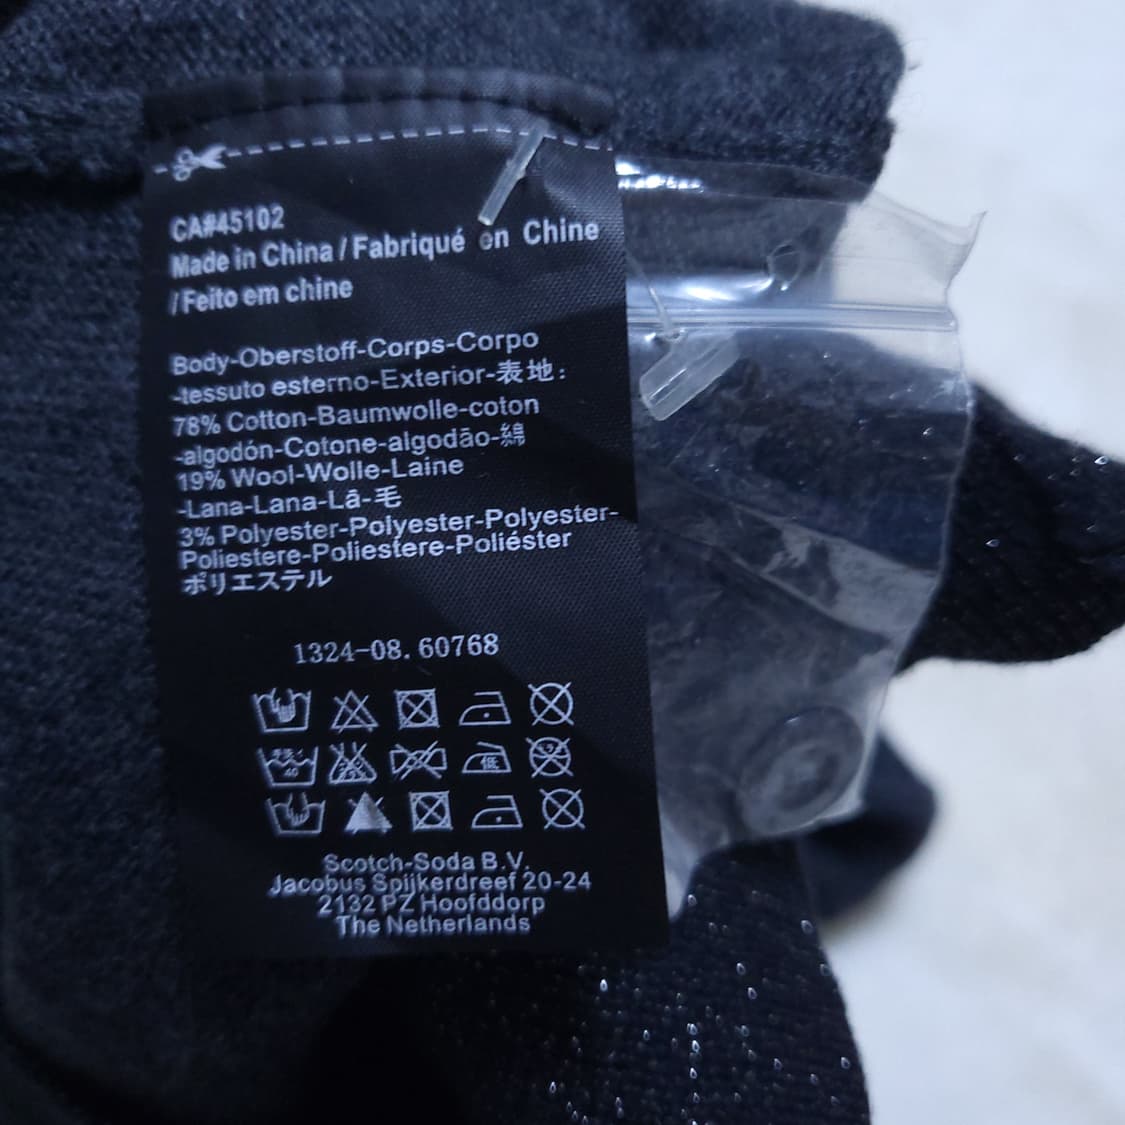 CA#45102
Made in China / Fabriqué en Chine
/ Feito em chine
Body-Oberstoff-Corps-Corpo
-tessuto esterno-Exterior-表地:
78% Cotton-Baumwolle-coton
-algodón-Cotone-algodão-綿
19% Wool-Wolle-Laine
-Lana-Lana-Lã-毛
3% Polyester-Polyester-Polyester-
Poliestere-Poliestere-Poliéster
ポリエステル
1324-08. 60768
40
低
Scotch-Soda B.V.
Jacobus Spijkerdreef 20-24
2132 PZ Hoofddorp
The Netherlands